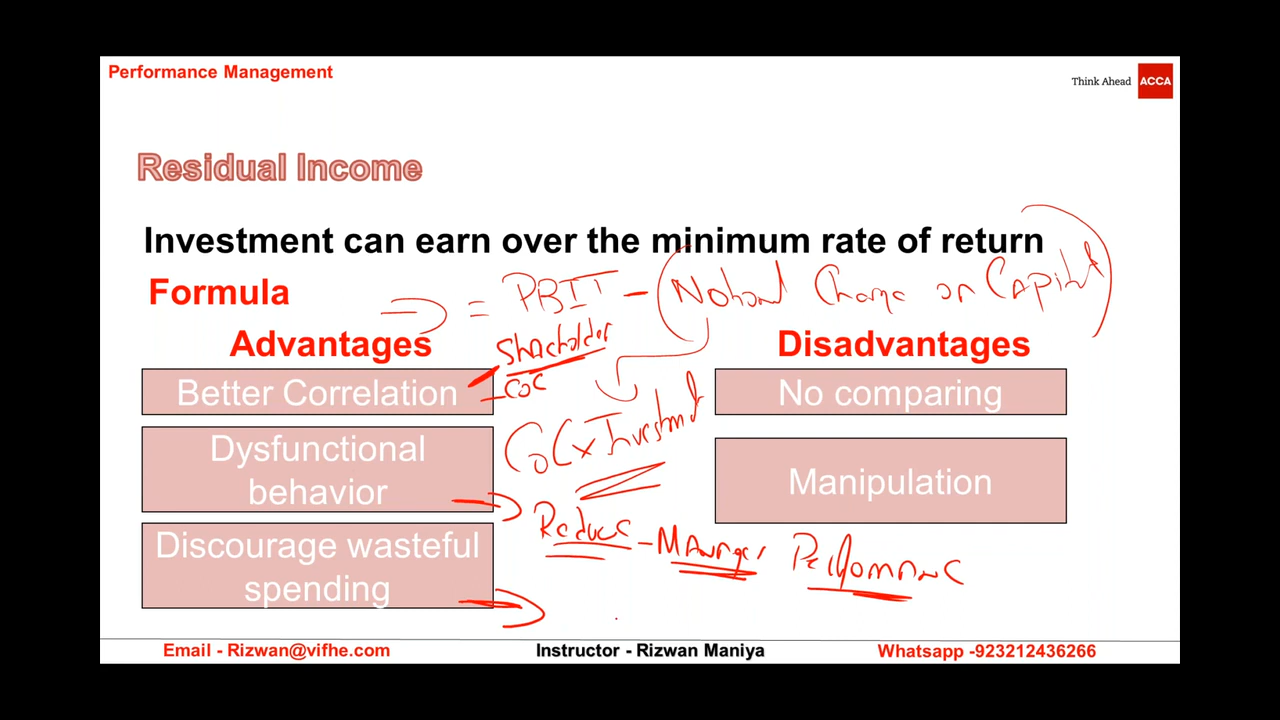 Performance Management
Think Ahead ACCA
Residual Income
Investment can earn over the minimum rate of return
Formula
= PBIT - (Notional Charge on Capital)
Advantages
Shareholder
Disadvantages
Better Correlation
- COC
No comparing
CoC x Investment
Dysfunctional
behavior
Manipulation
Reduce - Manager Performance
Discourage wasteful
spending
Email - Rizwan@vifhe.com
Instructor - Rizwan Maniya
Whatsapp -923212436266